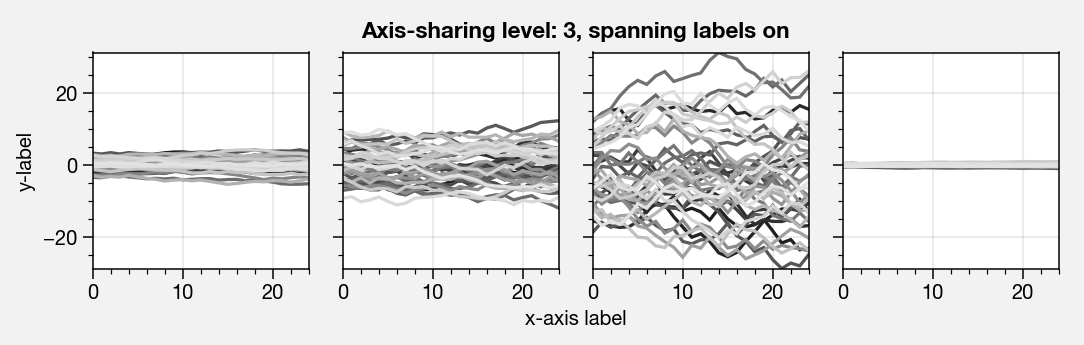 Axis-sharing level: 3, spanning labels on
20
0
−20
y-label
0 10 20 0 10 20 0 10 20 0 10 20
x-axis label